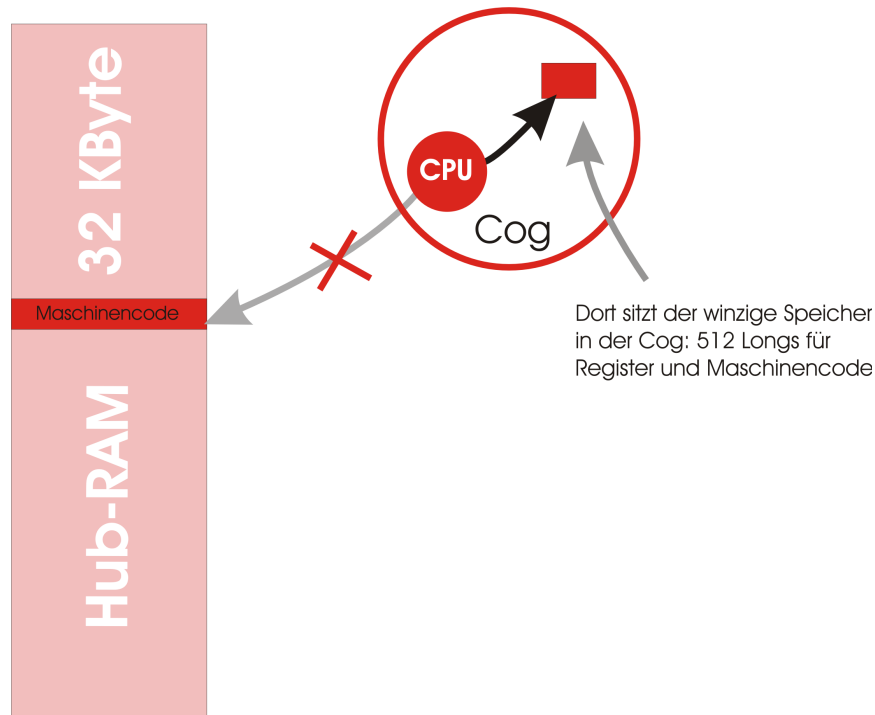 32 KByte
Maschinencode
Hub-RAM
CPU
Cog
Dort sitzt der winzige Speicher
in der Cog: 512 Longs für
Register und Maschinencode